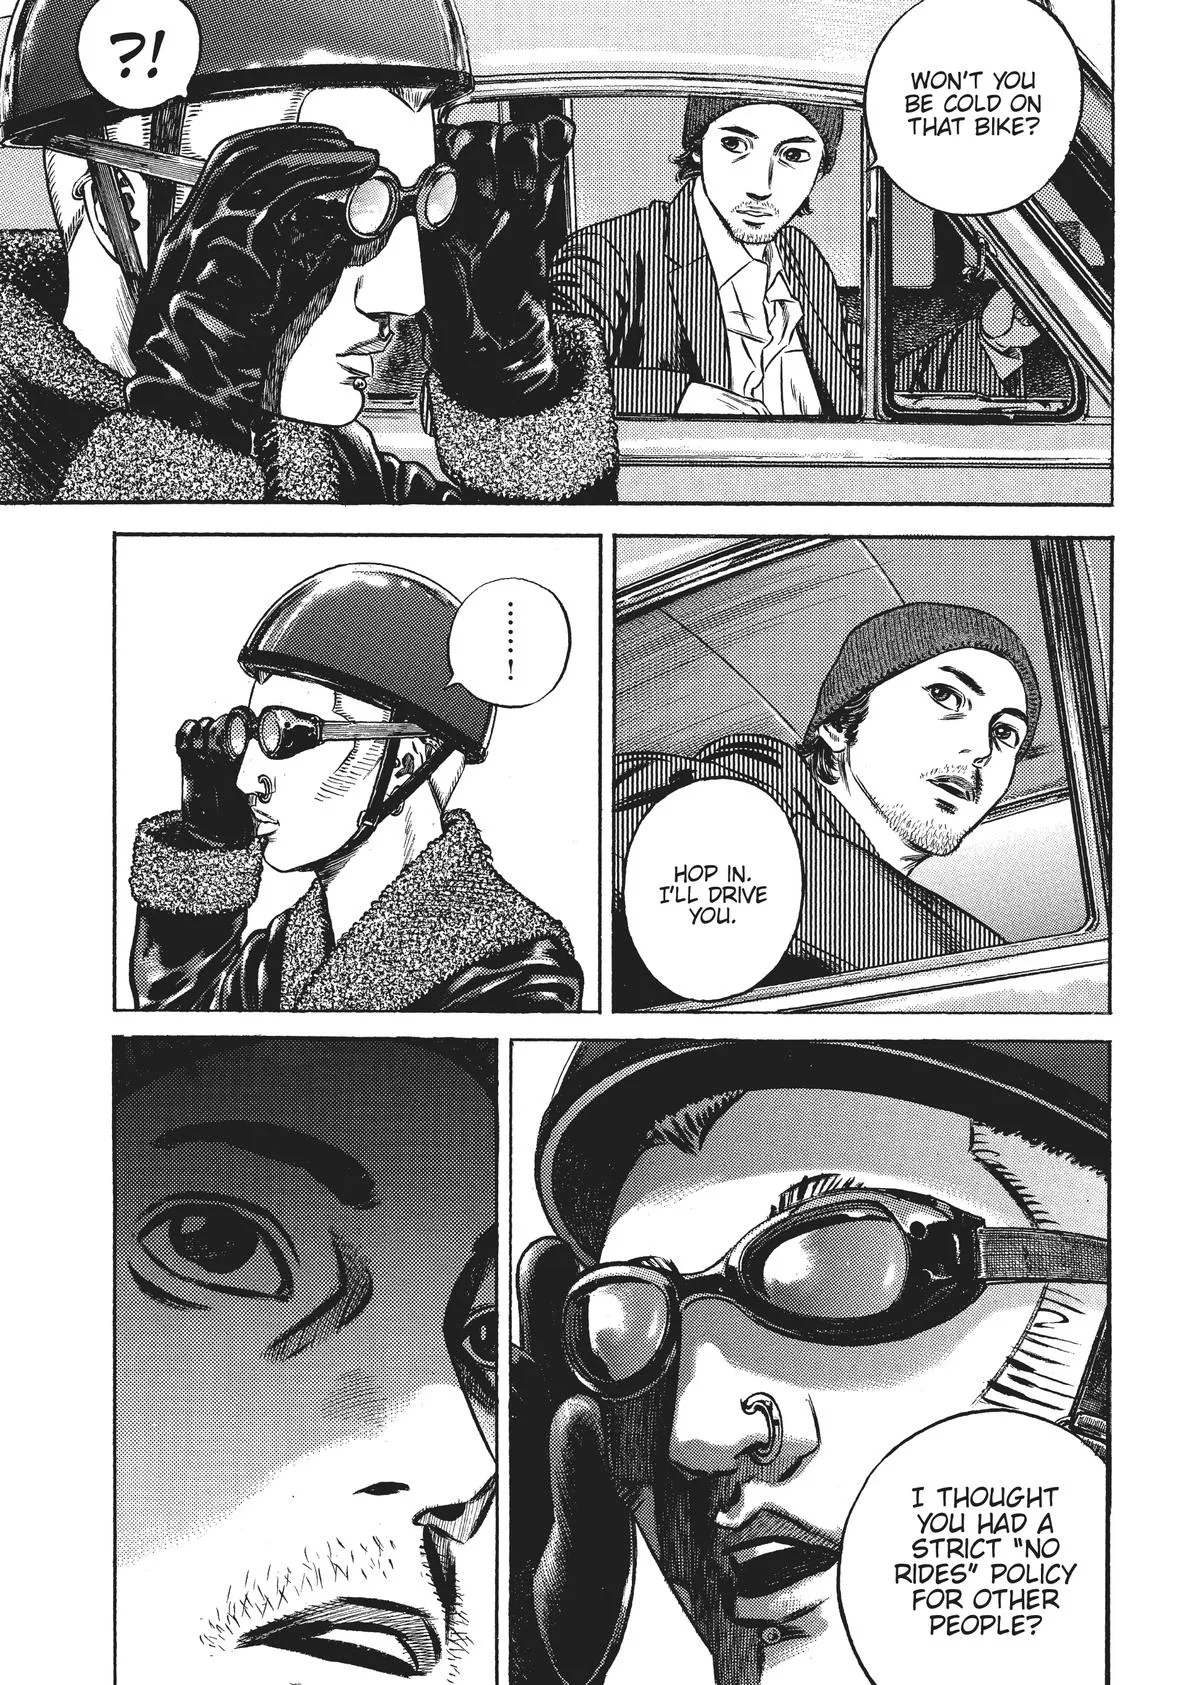 WON'T YOU
BE COLD ON
THAT BIKE?
?!
HOP IN.
I'LL DRIVE
YOU.
.......!
I THOUGHT
YOU HAD A
STRICT "NO
RIDES" POLICY
FOR OTHER
PEOPLE?